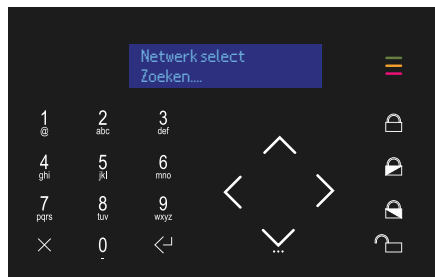 Netwerk select
Zoeken....
1 2 3
@ abc def
4 5 6
ghi jkl mno
7 8 9
pqrs tuv wxyz
0
-
...